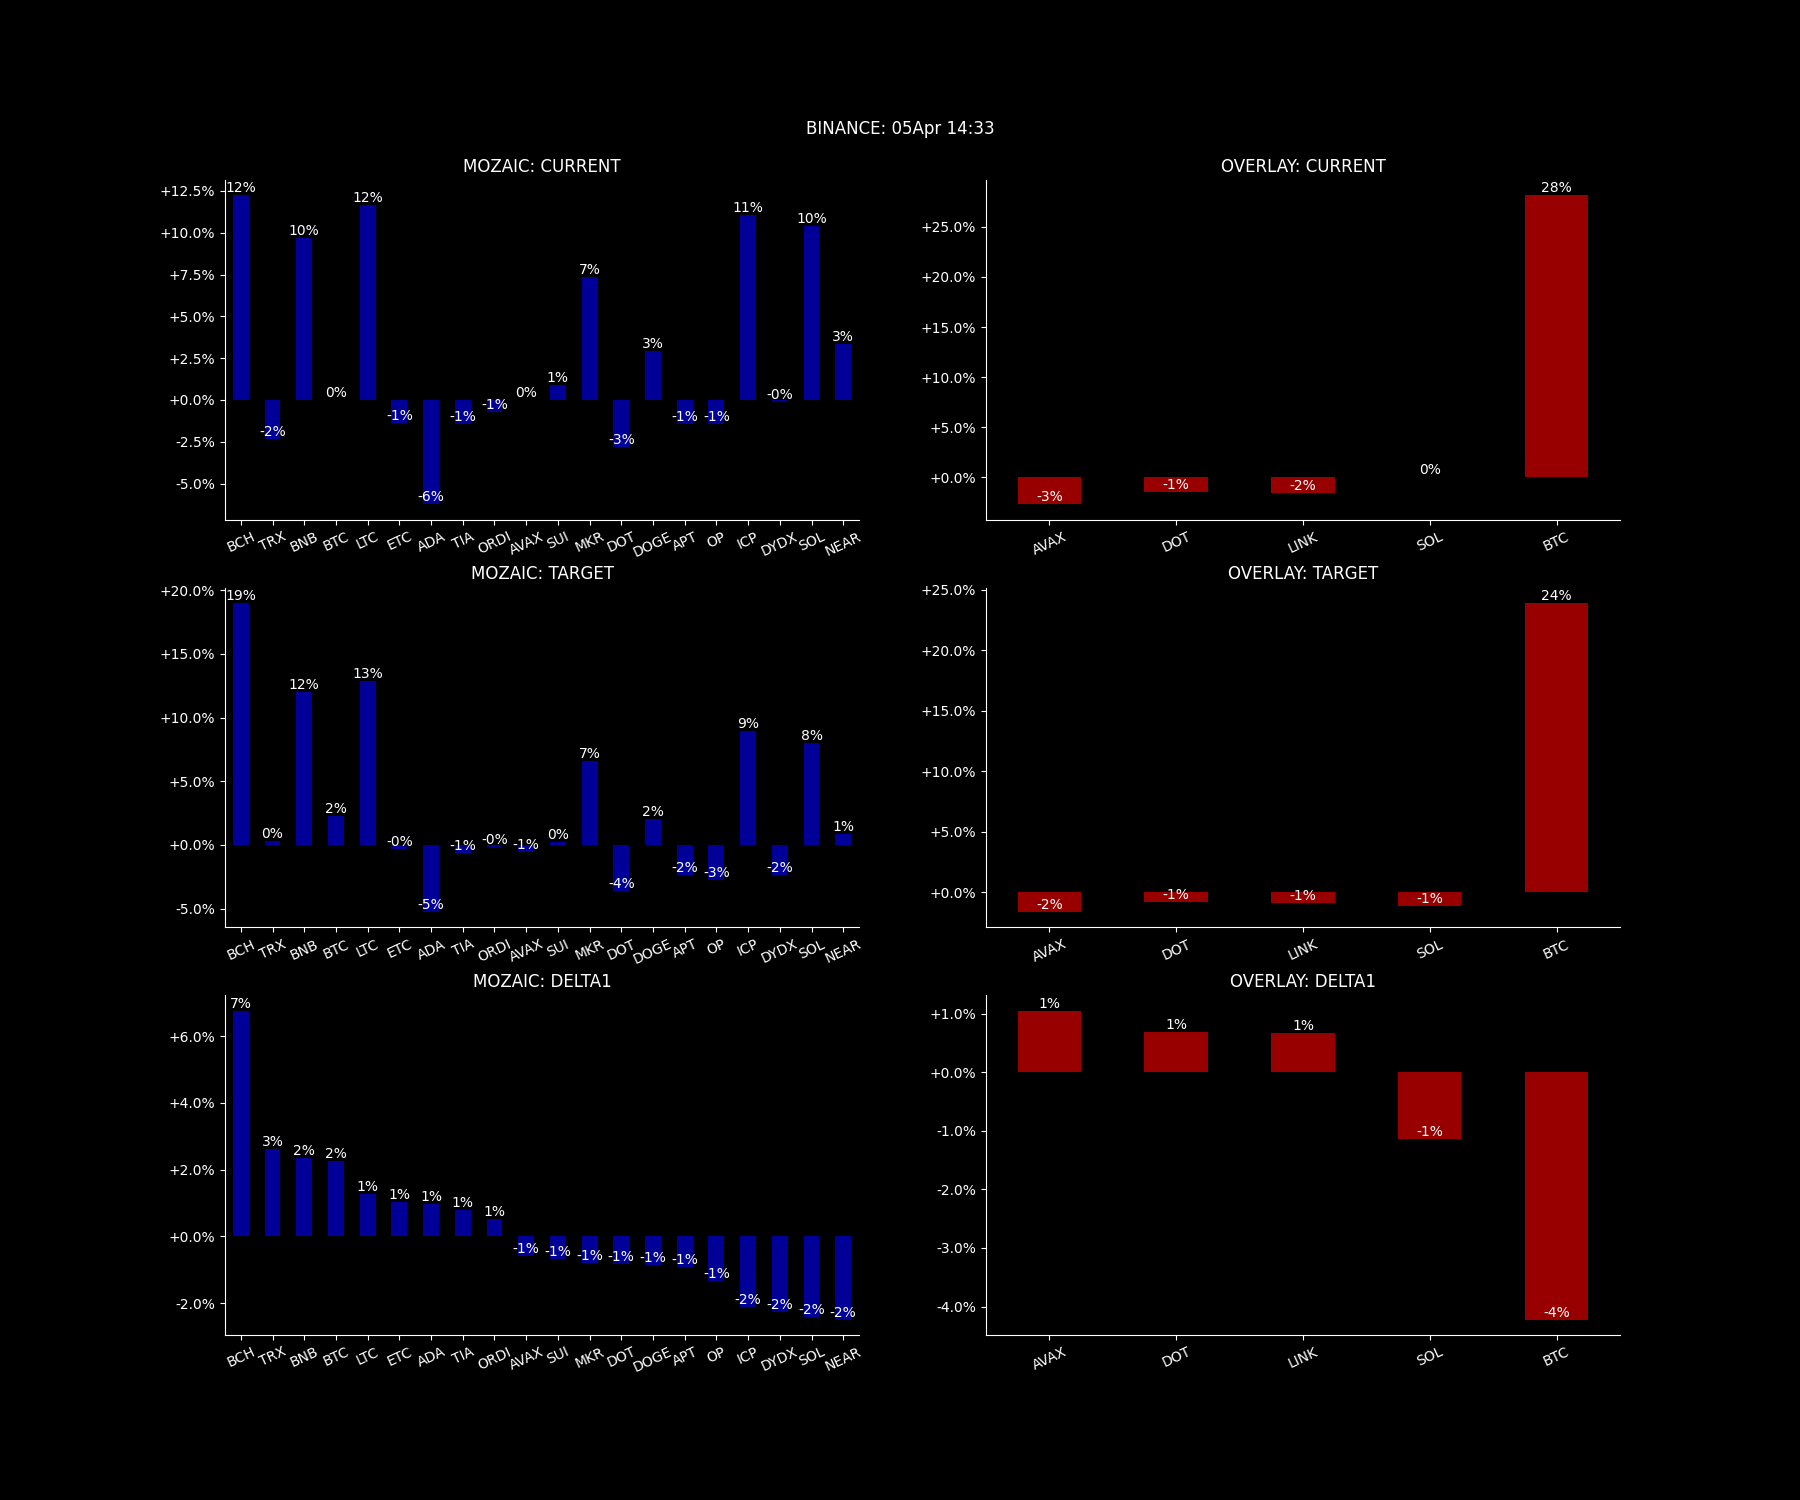 BINANCE: 05Apr 14:33
MOZAIC: CURRENT
+12.5%
+10.0%
+7.5%
+5.0%
+2.5%
+0.0%
-2.5%
-5.0%
12% -2% 10% 0% 12% -1% -6% -1% -1% 0% 1% 7% -3% 3% -1% -1% 11% -0% 10% 3%
BCH TRX BNB BTC LTC ETC ADA TIA ORDI AVAX SUI MKR DOT DOGE APT OP ICP DYDX SOL NEAR
OVERLAY: CURRENT
+25.0%
+20.0%
+15.0%
+10.0%
+5.0%
+0.0%
-3% -1% -2% 0% 28%
AVAX DOT LINK SOL BTC
MOZAIC: TARGET
+20.0%
+15.0%
+10.0%
+5.0%
+0.0%
-5.0%
19% 0% 12% 2% 13% -0% -5% -1% -0% -1% 0% 7% -4% 2% -2% -3% 9% -2% 8% 1%
BCH TRX BNB BTC LTC ETC ADA TIA ORDI AVAX SUI MKR DOT DOGE APT OP ICP DYDX SOL NEAR
OVERLAY: TARGET
+25.0%
+20.0%
+15.0%
+10.0%
+5.0%
+0.0%
-2% -1% -1% -1% 24%
AVAX DOT LINK SOL BTC
MOZAIC: DELTA1
+6.0%
+4.0%
+2.0%
+0.0%
-2.0%
7% 3% 2% 2% 1% 1% 1% 1% 1% -1% -1% -1% -1% -1% -1% -1% -2% -2% -2% -2%
BCH TRX BNB BTC LTC ETC ADA TIA ORDI AVAX SUI MKR DOT DOGE APT OP ICP DYDX SOL NEAR
OVERLAY: DELTA1
+1.0%
+0.0%
-1.0%
-2.0%
-3.0%
-4.0%
1% 1% 1% -1% -4%
AVAX DOT LINK SOL BTC